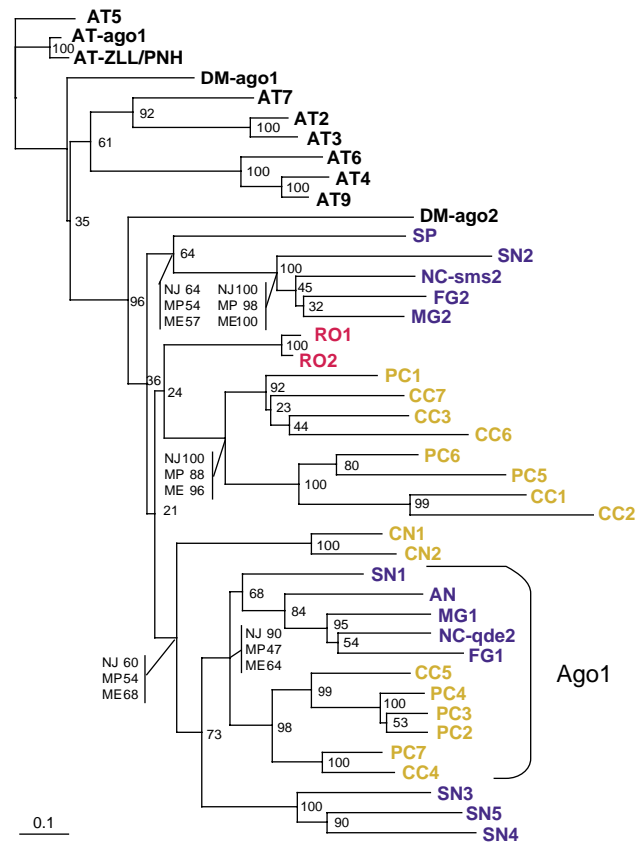 AT5
AT-ago1
100
AT-ZLL/PNH
DM-ago1
AT7
92
AT2
100
AT3
61
AT6
100
AT4
100
AT9
35
DM-ago2
SP
64
SN2
100
NC-sms2
45
NJ 64
NJ100
FG2
MP54
MP 98
32
ME57
ME100
MG2
96
RO1
100
RO2
36
24
PC1
92
CC7
23
CC3
44
CC6
NJ100
MP 88
ME 96
PC6
80
PC5
100
CC1
99
CC2
21
CN1
100
CN2
SN1
68
AN
84
MG1
95
NC-qde2
54
FG1
NJ 90
MP47
ME64
NJ 60
MP54
ME68
CC5
99
PC4
100
PC3
53
PC2
98
73
PC7
100
CC4
Ago1
SN3
100
SN5
90
SN4
0.1